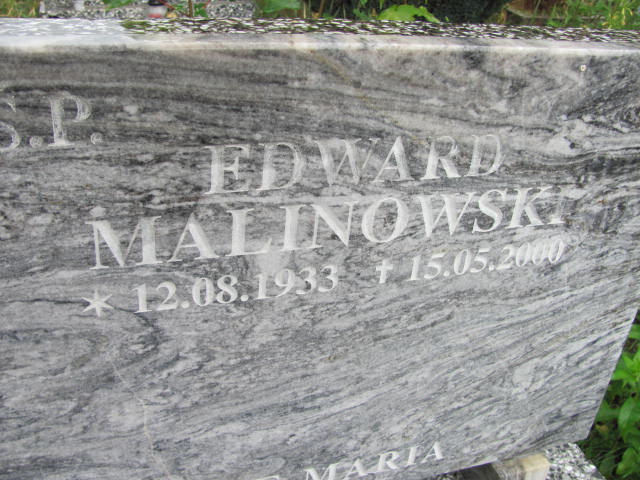 Ś.P.
EDWARD
MALINOWSKI
* 12.08.1933 † 15.05.2000
MARIA